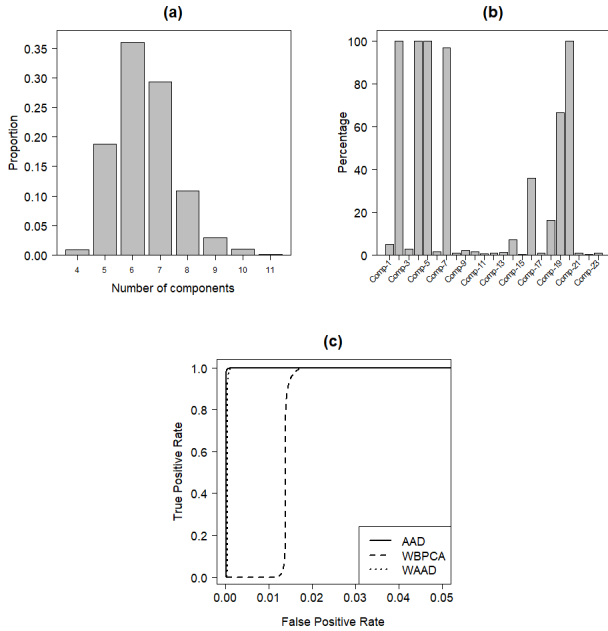 (a)
Proportion
0.35
0.30
0.25
0.20
0.15
0.10
0.05
0.00
4 5 6 7 8 9 10 11
Number of components
(b)
Percentage
100
80
60
40
20
0
Comp-1 Comp-3 Comp-5 Comp-7 Comp-9 Comp-11 Comp-13 Comp-15 Comp-17 Comp-19 Comp-21 Comp-23
(c)
True Positive Rate
1.0
0.8
0.6
0.4
0.2
0.0
AAD
WBPCA
WAAD
0.00 0.01 0.02 0.03 0.04 0.05
False Positive Rate